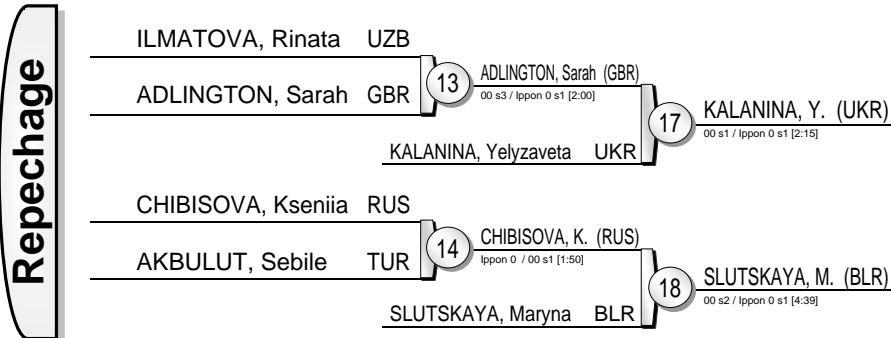 Repechage
ILMATOVA, Rinata UZB
ADLINGTON, Sarah GBR
13
ADLINGTON, Sarah (GBR)
00 s3 / Ippon 0 s1 [2:00]
KALANINA, Yelyzaveta UKR
17
KALANINA, Y. (UKR)
00 s1 / Ippon 0 s1 [2:15]
CHIBISOVA, Kseniia RUS
AKBULUT, Sebile TUR
14
CHIBISOVA, K. (RUS)
Ippon 0 / 00 s1 [1:50]
SLUTSKAYA, Maryna BLR
18
SLUTSKAYA, M. (BLR)
00 s2 / Ippon 0 s1 [4:39]